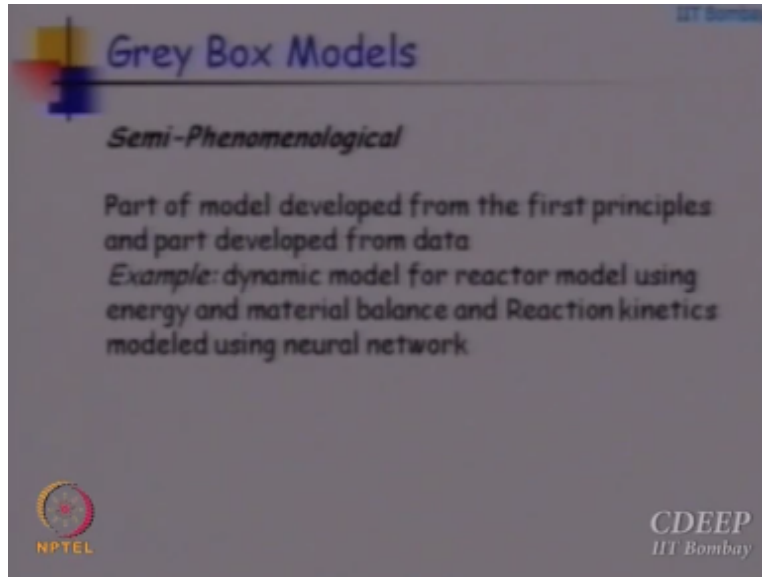 IIT Bombay
Grey Box Models
Semi-Phenomenological
Part of model developed from the first principles
and part developed from data
Example: dynamic model for reactor model using
energy and material balance and Reaction kinetics
modeled using neural network
NPTEL
CDEEP
IIT Bombay